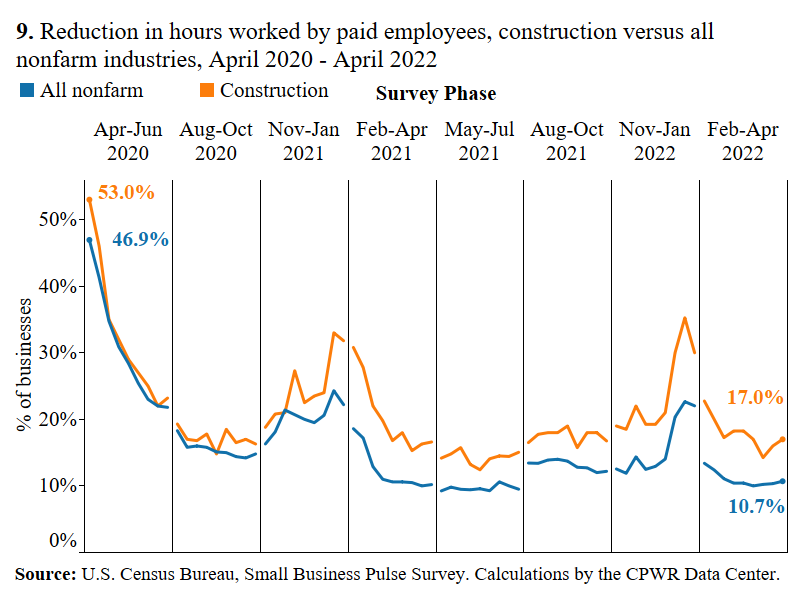 9. Reduction in hours worked by paid employees, construction versus all
nonfarm industries, April 2020 - April 2022
All nonfarm Construction Survey Phase
Apr-Jun Aug-Oct Nov-Jan Feb-Apr May-Jul Aug-Oct Nov-Jan Feb-Apr
2020 2020 2021 2021 2021 2021 2022 2022
53.0%
50%
46.9%
40%
30%
20%
17.0%
10%
10.7%
0%
% of businesses
Source: U.S. Census Bureau, Small Business Pulse Survey. Calculations by the CPWR Data Center.